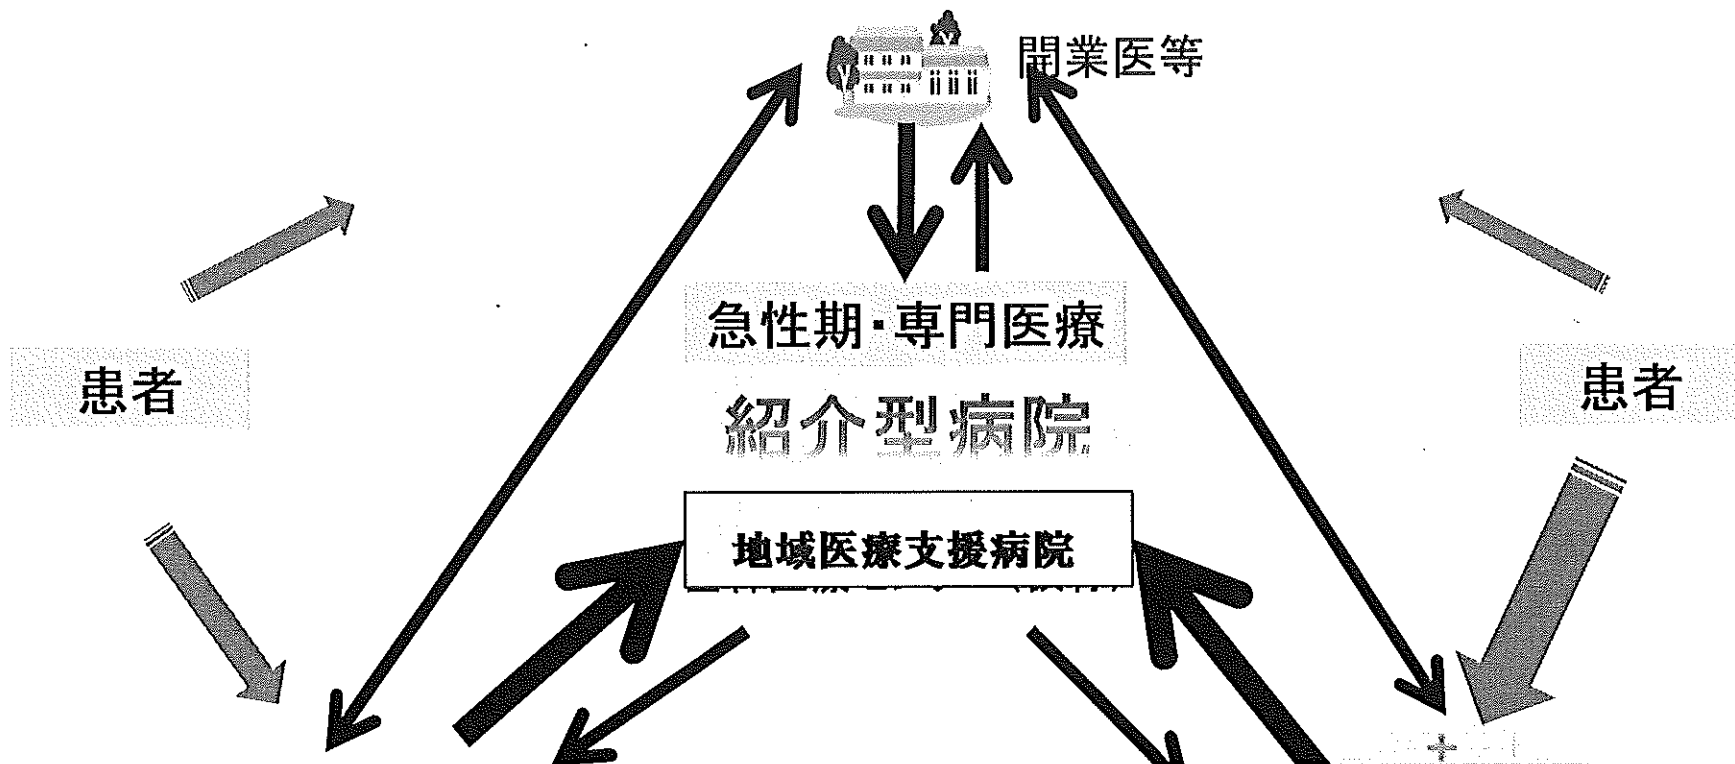 開業医等
急性期・専門医療
患者
患者
紹介型病院
地域医療支援病院